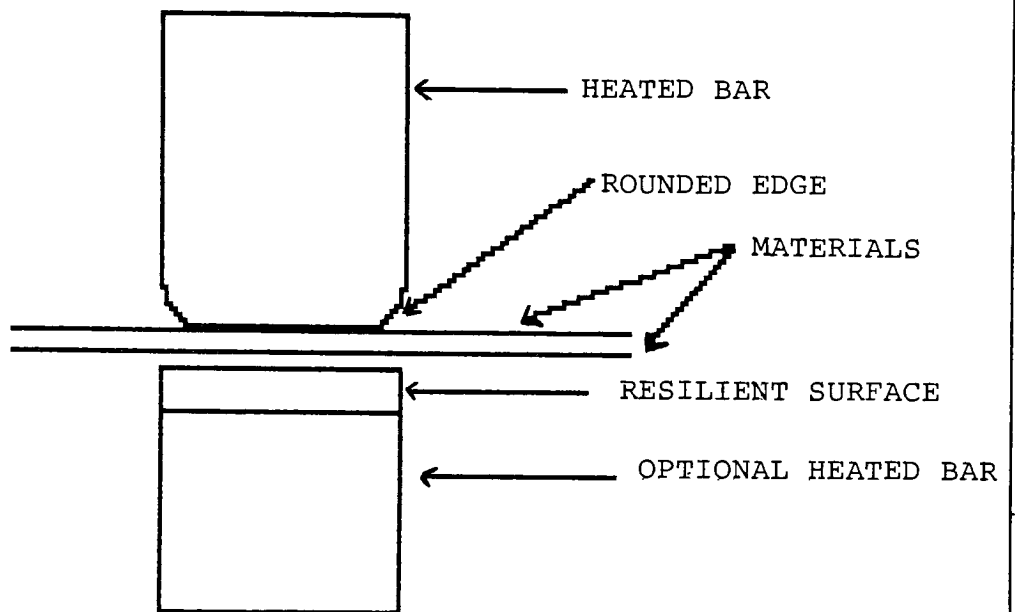 HEATED BAR
ROUNDED EDGE
MATERIALS
RESILIENT SURFACE
OPTIONAL HEATED BAR